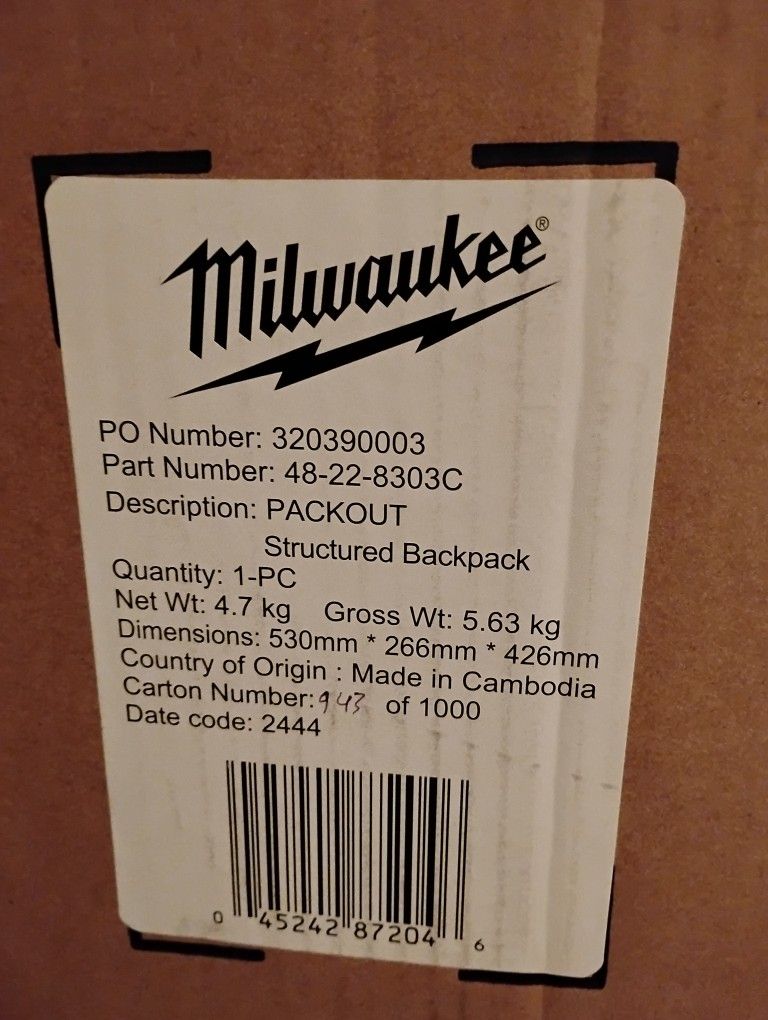 Milwaukee®
PO Number: 320390003
Part Number: 48-22-8303C
Description: PACKOUT
Structured Backpack
Quantity: 1-PC
Net Wt: 4.7 kg Gross Wt: 5.63 kg
Dimensions: 530mm * 266mm * 426mm
Country of Origin : Made in Cambodia
Carton Number: 943 of 1000
Date code: 2444
0 45242 87204 6